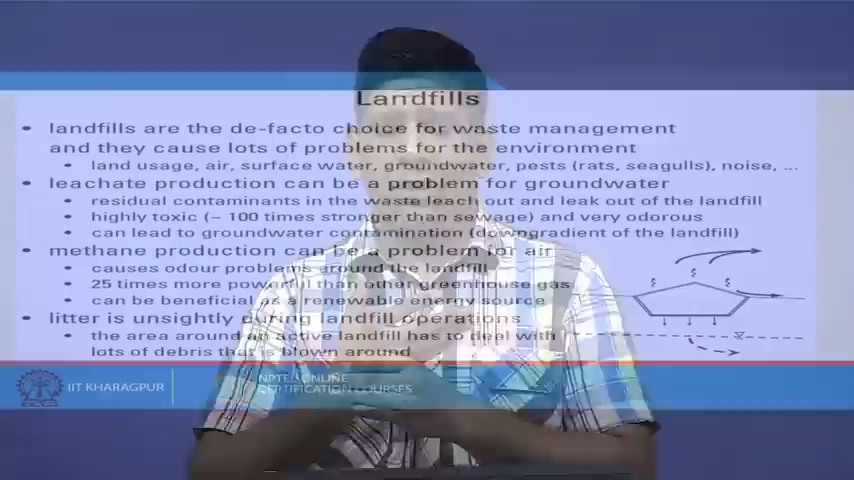 Landfills
• landfills are the de-facto choice for waste management
and they cause lots of problems for the environment
• land usage, air, surface water, groundwater, pests (rats, seagulls), noise, ...
• leachate production can be a problem for groundwater
• residual contaminants in the waste leach out and leak out of the landfill
• highly toxic (~ 100 times stronger than sewage) and very odorous
• can lead to groundwater contamination (downgradient of the landfill)
• methane production can be a problem for air
• causes odour problems around the landfill
• 25 times more powerful than other greenhouse gas
• can be beneficial as a renewable energy source
• litter is unsightly during landfill operations
• the area around an active landfill has to deal with
lots of debris that is blown around
IIT KHARAGPUR
NPTEL ONLINE
CERTIFICATION COURSES